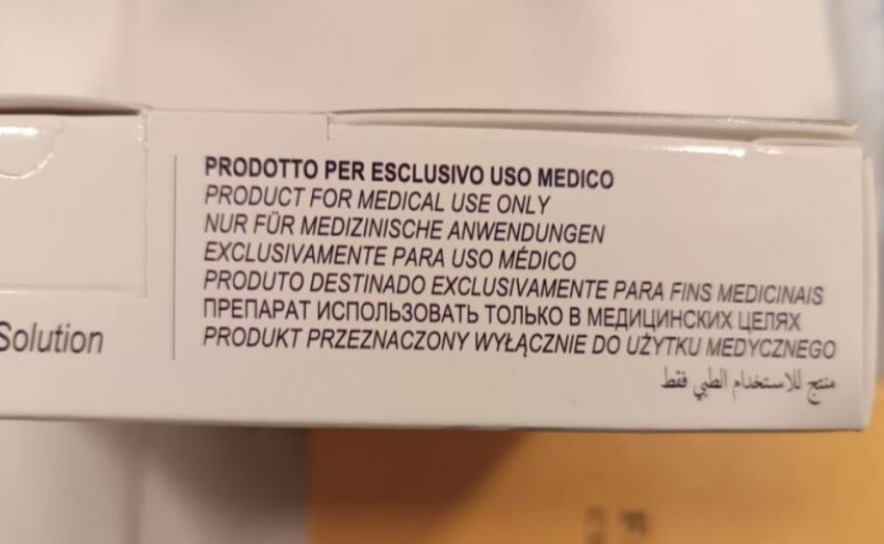 PRODOTTO PER ESCLUSIVO USO MEDICO
PRODUCT FOR MEDICAL USE ONLY
NUR FÜR MEDIZINISCHE ANWENDUNGEN
EXCLUSIVAMENTE PARA USO MÉDICO
PRODUTO DESTINADO EXCLUSIVAMENTE PARA FINS MEDICINAIS
ПРЕПАРАТ ИСПОЛЬЗОВАТЬ ТОЛЬКО В МЕДИЦИНСКИХ ЦЕЛЯХ
PRODUKT PRZEZNACZONY WYŁĄCZNIE DO UŻYTKU MEDYCZNEGO
منتج للاستخدام الطبي فقط
Solution